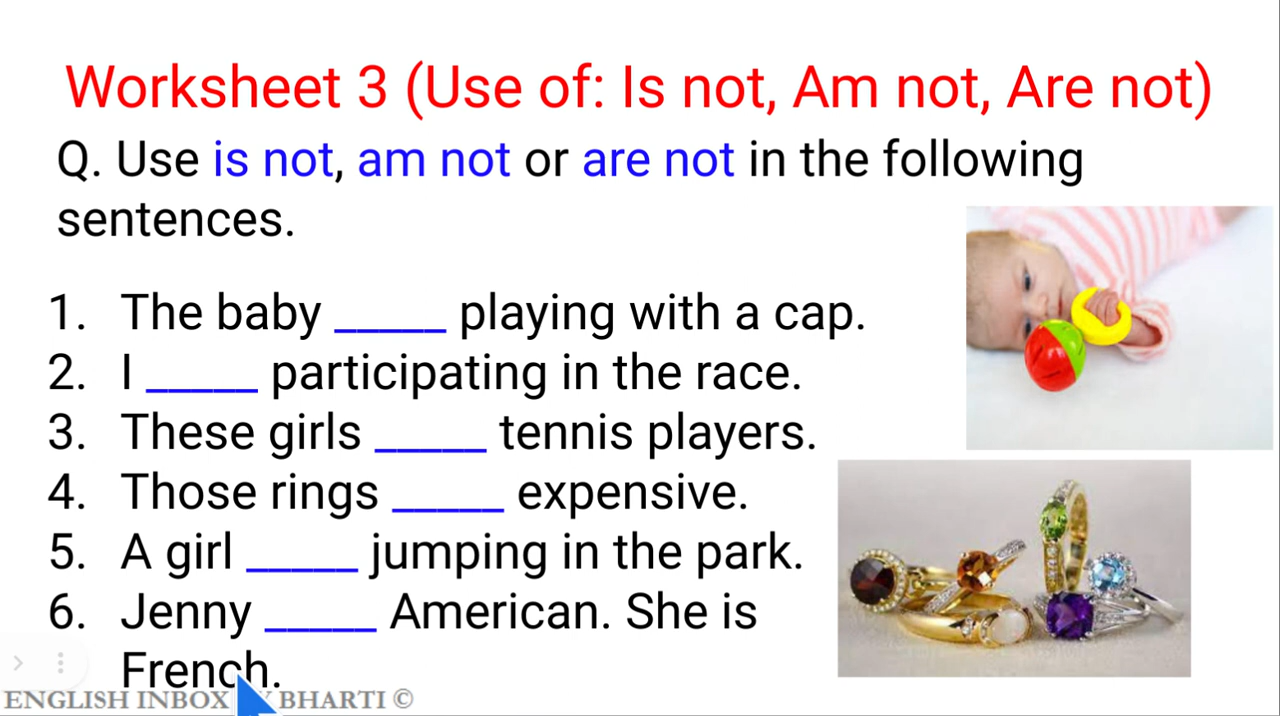 Worksheet 3 (Use of: Is not, Am not, Are not)
Q. Use is not, am not or are not in the following
sentences.
1. The baby _____ playing with a cap.
2. I _____ participating in the race.
3. These girls _____ tennis players.
4. Those rings _____ expensive.
5. A girl _____ jumping in the park.
6. Jenny _____ American. She is
French.
ENGLISH INBOX BY BHARTI ©